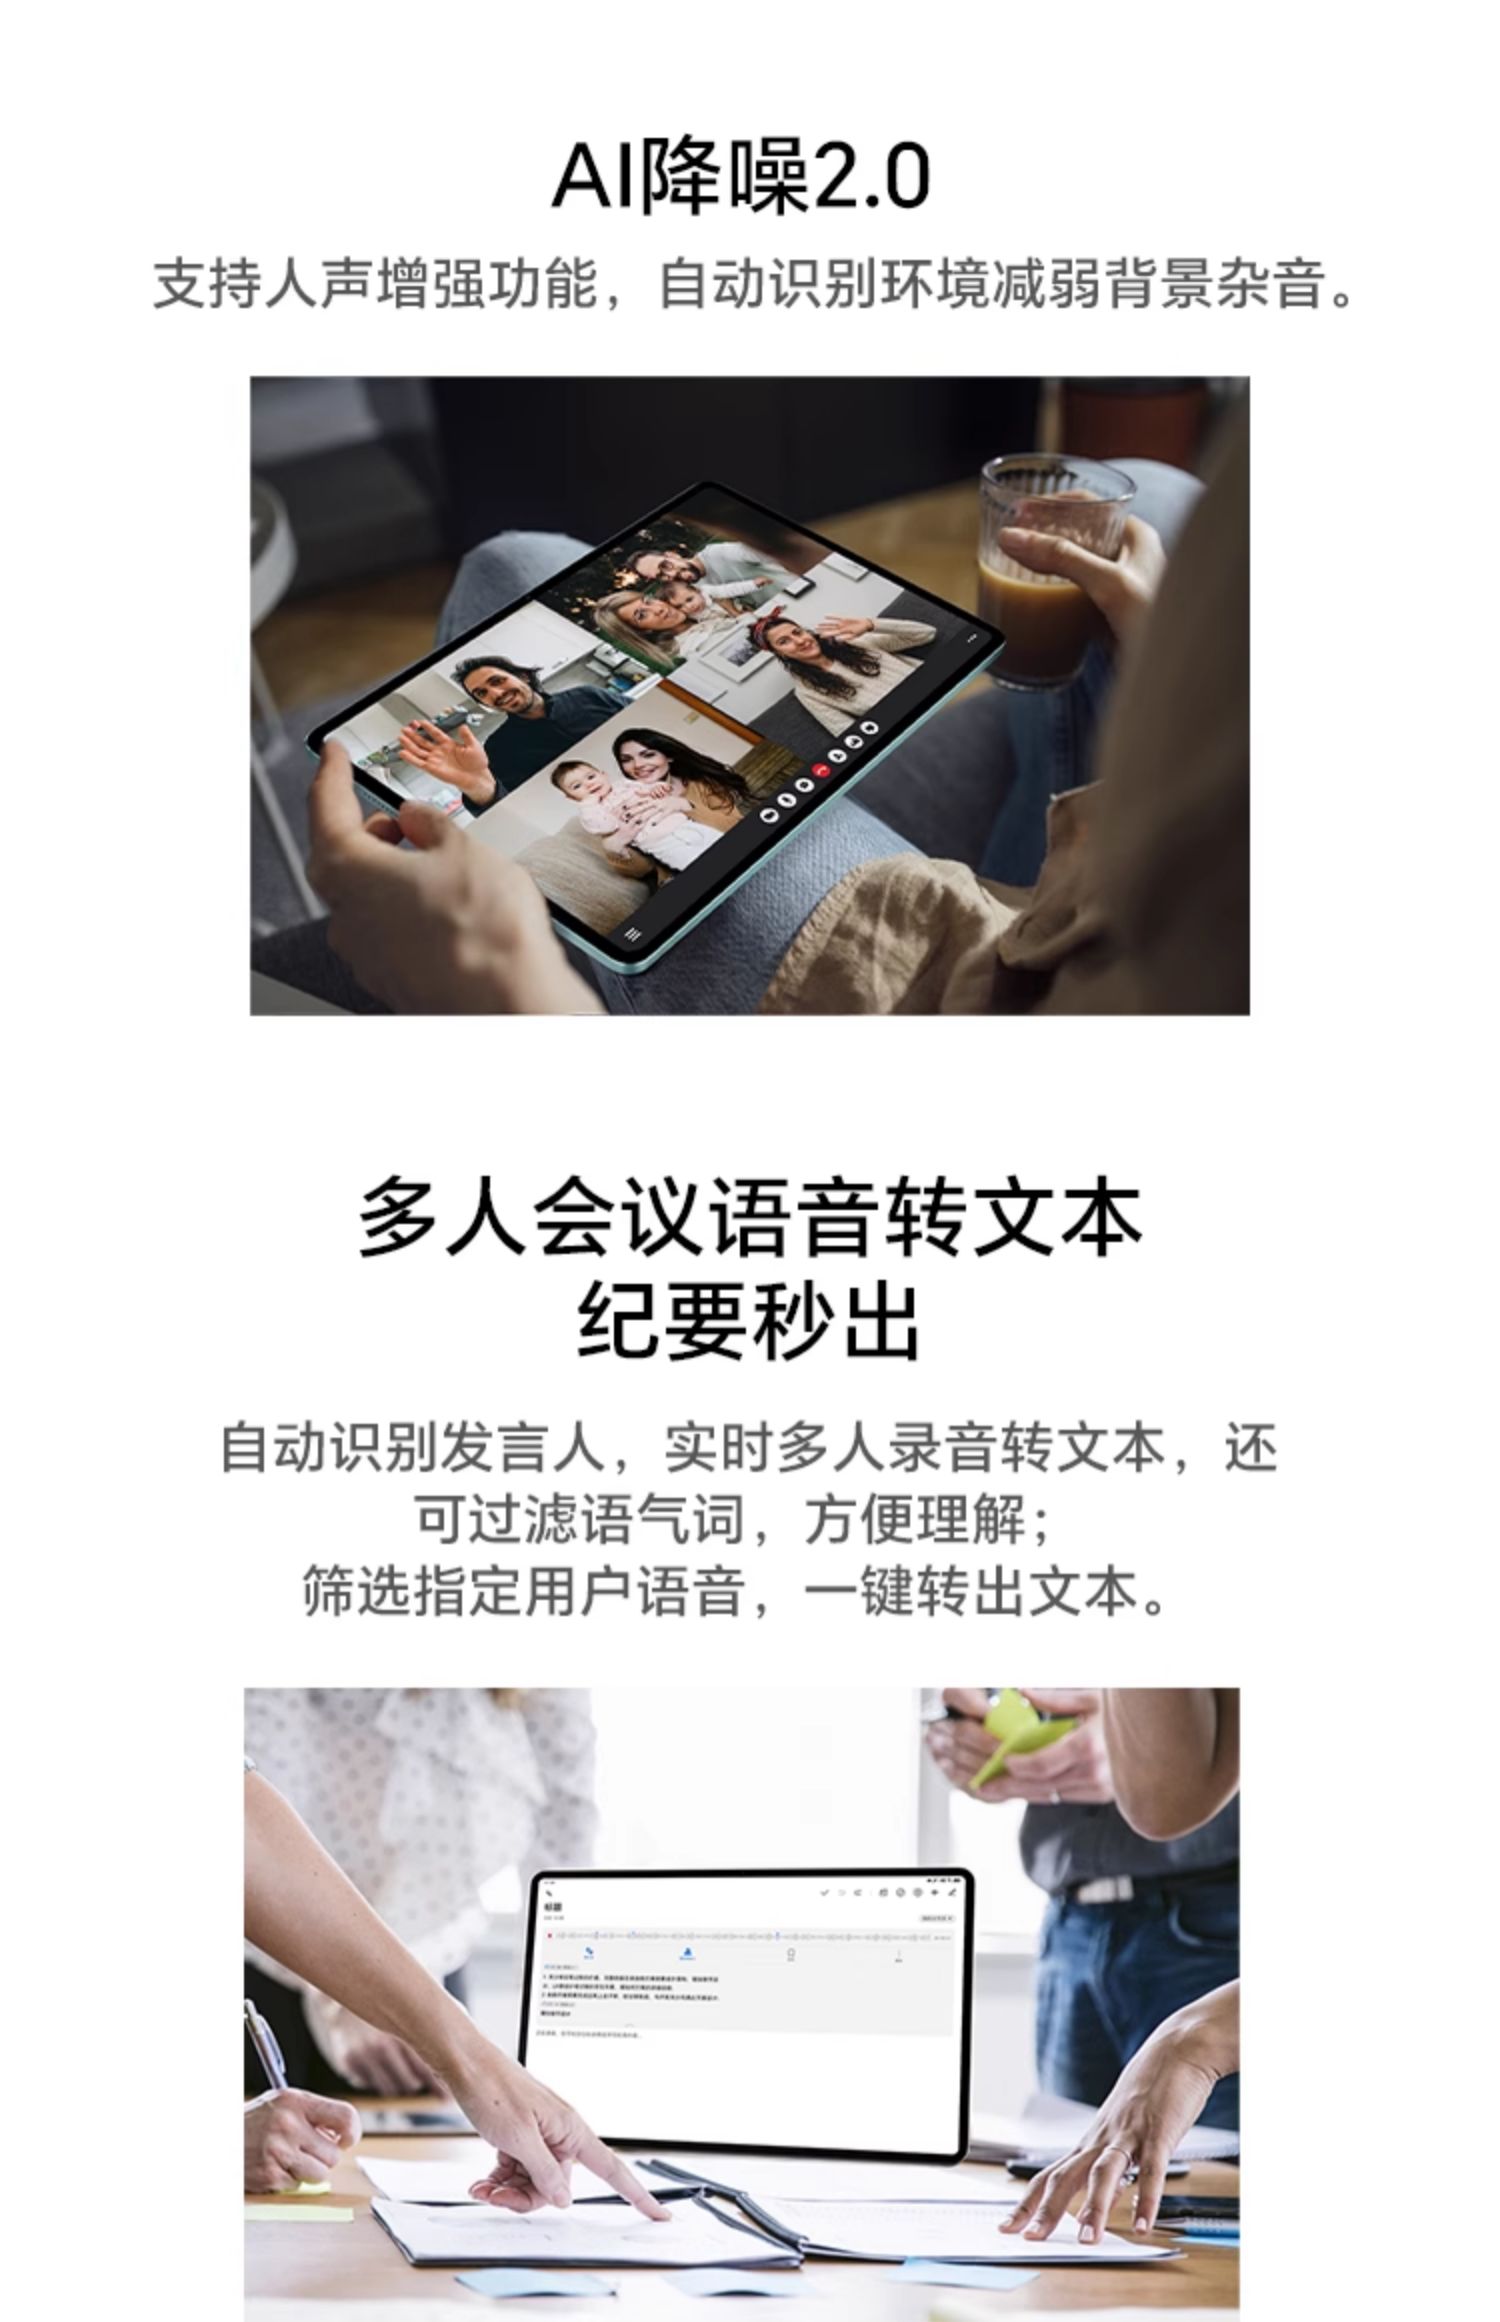 AI降噪2.0
支持人声增强功能，自动识别环境减弱背景杂音。
多人会议语音转文本
纪要秒出
自动识别发言人，实时多人录音转文本，还
可过滤语气词，方便理解；
筛选指定用户语音，一键转出文本。
标题